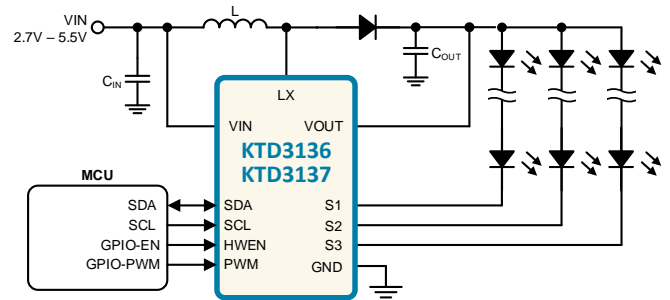 VIN
2.7V – 5.5V
L
CIN
COUT
LX
VIN
VOUT
KTD3136
KTD3137
MCU
SDA
SDA
S1
SCL
SCL
S2
GPIO-EN
HWEN
S3
GPIO-PWM
PWM
GND